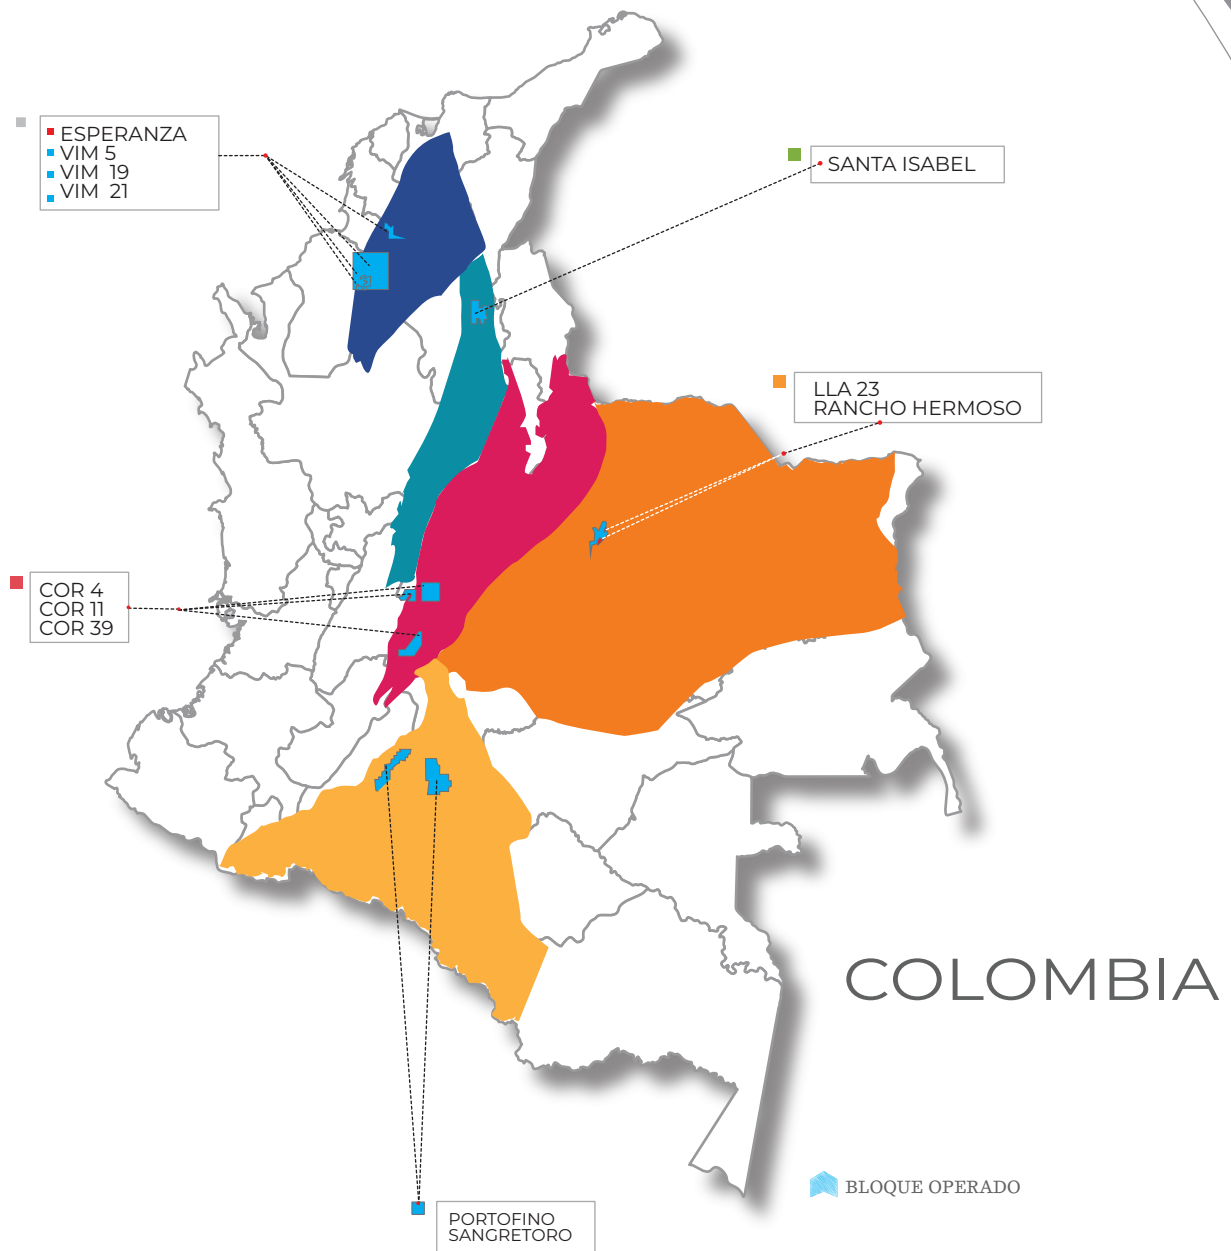 ESPERANZA
VIM 5
VIM 19
VIM 21
SANTA ISABEL
LLA 23
RANCHO HERMOSO
COR 4
COR 11
COR 39
COLOMBIA
BLOQUE OPERADO
PORTOFINO
SANGRETORO